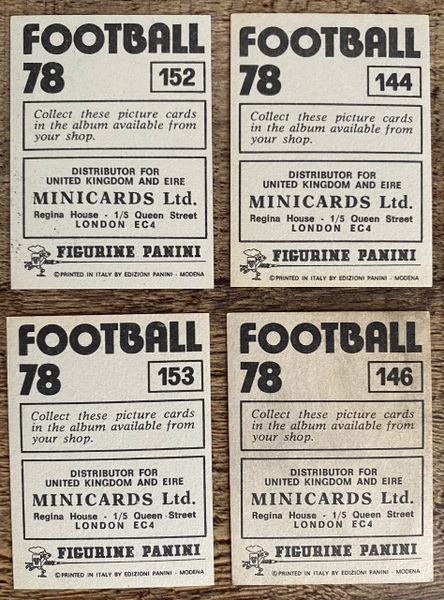 FOOTBALL
78 152
Collect these picture cards
in the album available from
your shop.
DISTRIBUTOR FOR
UNITED KINGDOM AND EIRE
MINICARDS Ltd.
Regina House - 1/5 Queen Street
LONDON EC4
FIGURINE PANINI
©PRINTED IN ITALY BY EDIZIONI PANINI - MODENA
FOOTBALL
78 144
Collect these picture cards
in the album available from
your shop.
DISTRIBUTOR FOR
UNITED KINGDOM AND EIRE
MINICARDS Ltd.
Regina House - 1/5 Queen Street
LONDON EC4
FIGURINE PANINI
©PRINTED IN ITALY BY EDIZIONI PANINI - MODENA
FOOTBALL
78 153
Collect these picture cards
in the album available from
your shop.
DISTRIBUTOR FOR
UNITED KINGDOM AND EIRE
MINICARDS Ltd.
Regina House - 1/5 Queen Street
LONDON EC4
FIGURINE PANINI
©PRINTED IN ITALY BY EDIZIONI PANINI - MODENA
FOOTBALL
78 146
Collect these picture cards
in the album available from
your shop.
DISTRIBUTOR FOR
UNITED KINGDOM AND EIRE
MINICARDS Ltd.
Regina House - 1/5 Queen Street
LONDON EC4
FIGURINE PANINI
©PRINTED IN ITALY BY EDIZIONI PANINI - MODENA